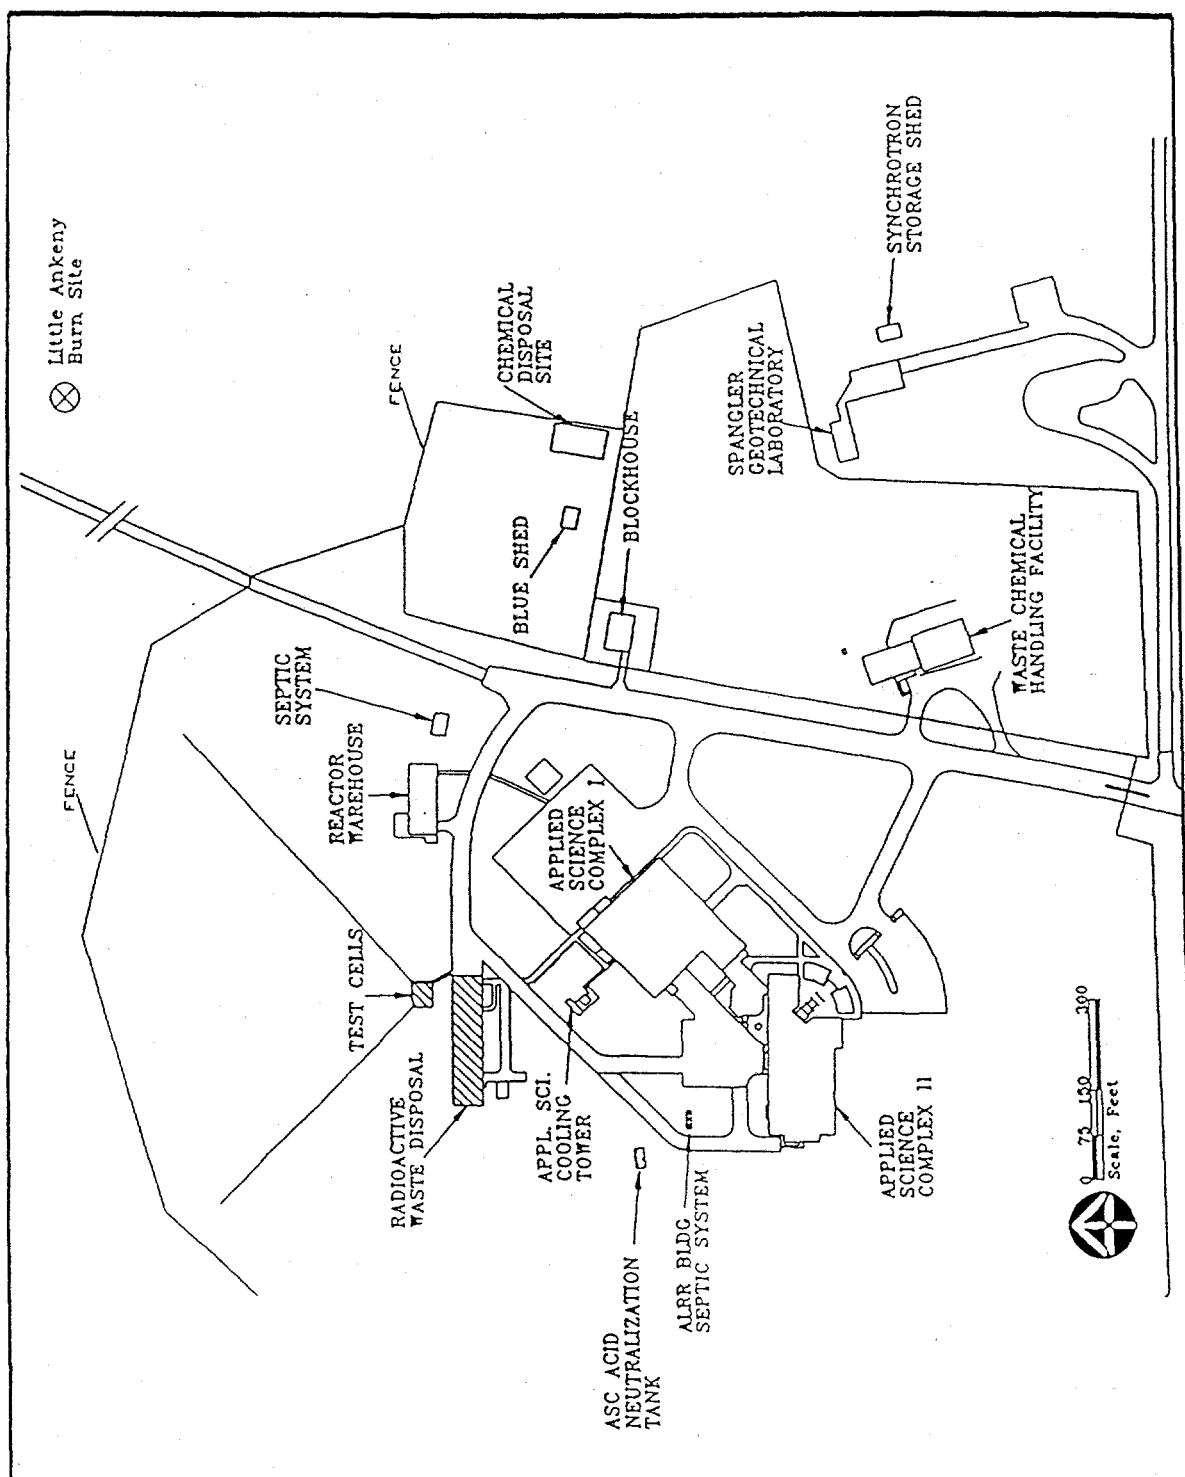 Little Ankeny
Burn Site
FENCE
FENCE
CHEMICAL
DISPOSAL
SITE
SYNCHROTRON
STORAGE SHED
BLOCKHOUSE
BLUE SHED
SPANGLER
GEOTECHNICAL
LABORATORY
SEPTIC
SYSTEM
REACTOR
WAREHOUSE
WASTE CHEMICAL
HANDLING FACILITY
APPLIED
SCIENCE
COMPLEX I
TEST CELLS
RADIOACTIVE
WASTE DISPOSAL
APPL. SCI.
COOLING
TOWER
APPLIED
SCIENCE
COMPLEX II
ALRR BLDG
SEPTIC SYSTEM
ASC ACID
NEUTRALIZATION
TANK
0 75 150 300
Scale, Feet